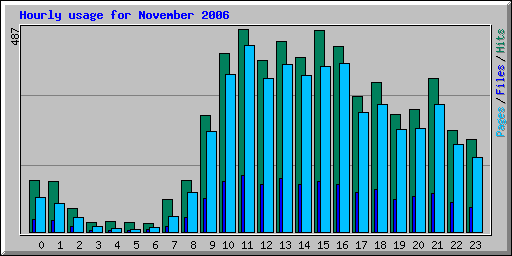 Hourly usage for November 2006
487
Pages / Files / Hits
0 1 2 3 4 5 6 7 8 9 10 11 12 13 14 15 16 17 18 19 20 21 22 23